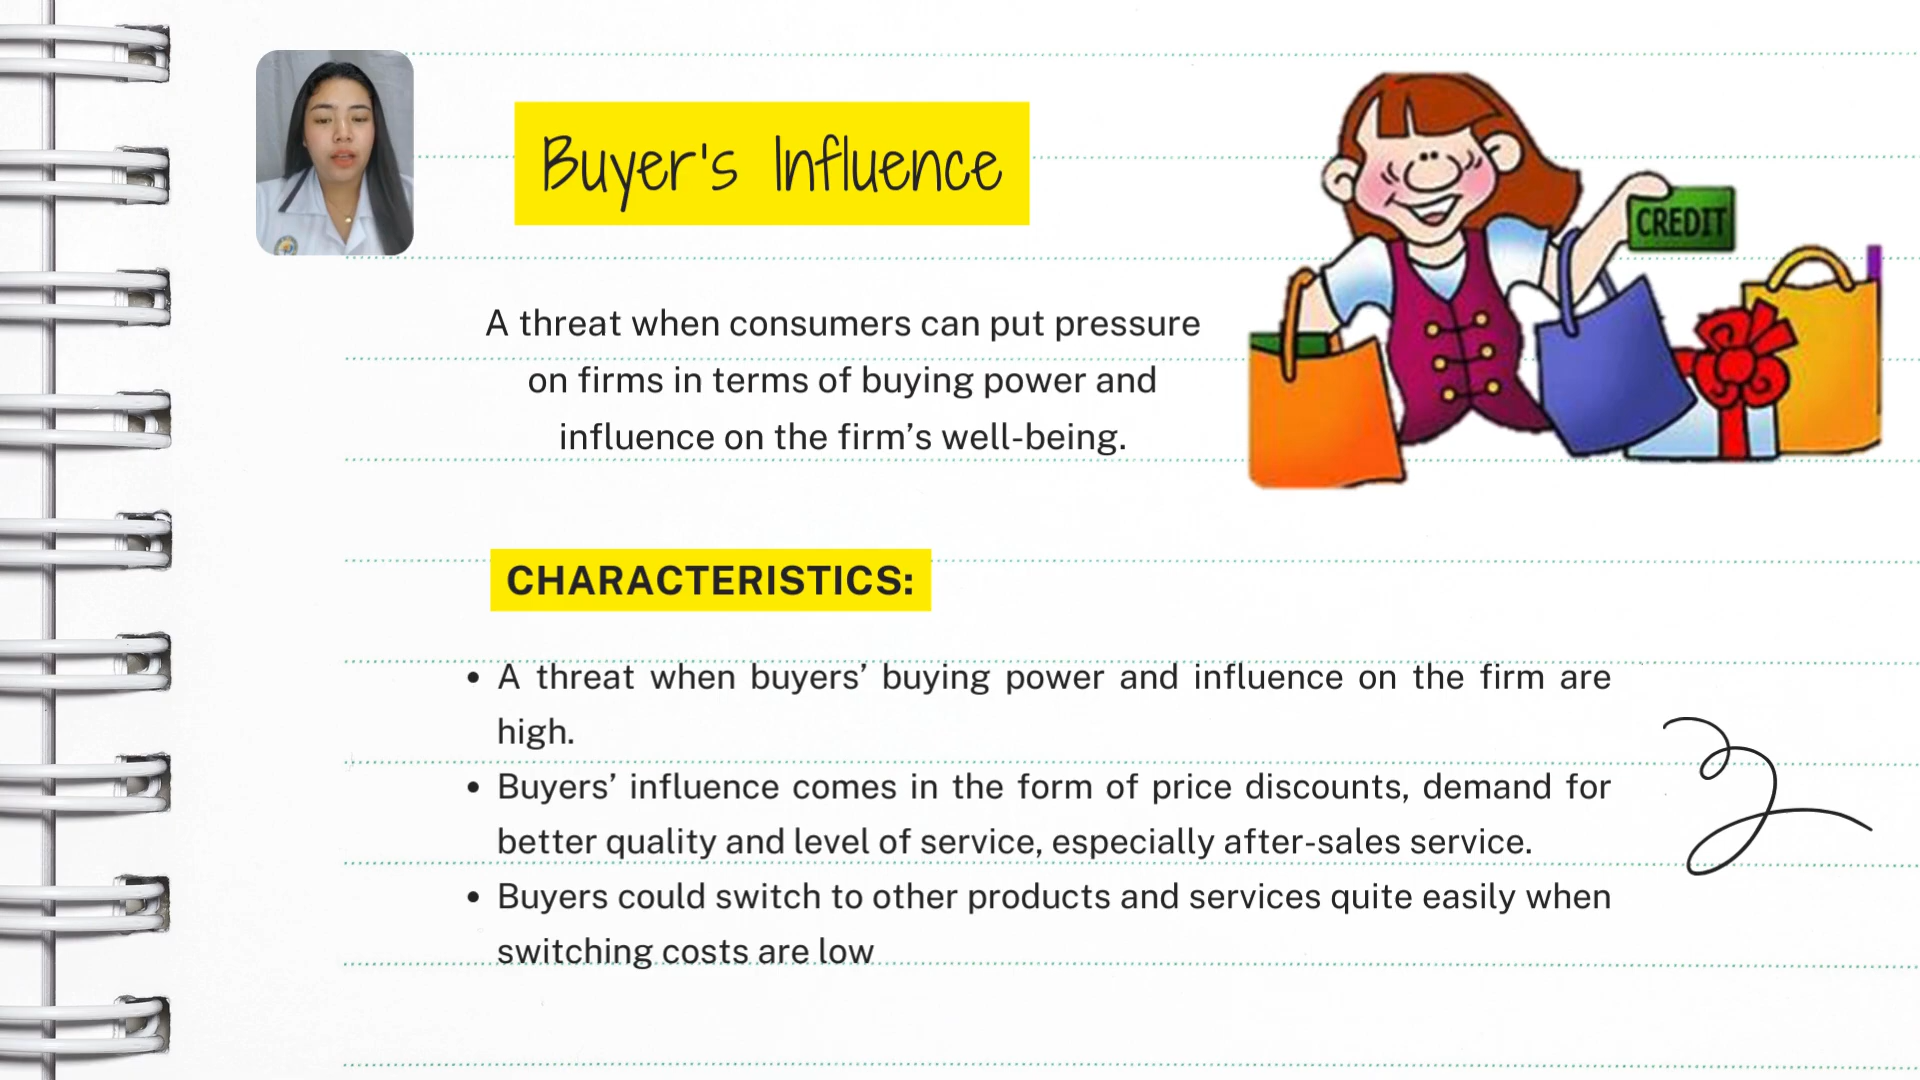 Buyer's Influence
CREDIT
A threat when consumers can put pressure
on firms in terms of buying power and
influence on the firm’s well-being.
CHARACTERISTICS:
• A threat when buyers’ buying power and influence on the firm are
high.
• Buyers’ influence comes in the form of price discounts, demand for
better quality and level of service, especially after-sales service.
• Buyers could switch to other products and services quite easily when
switching costs are low